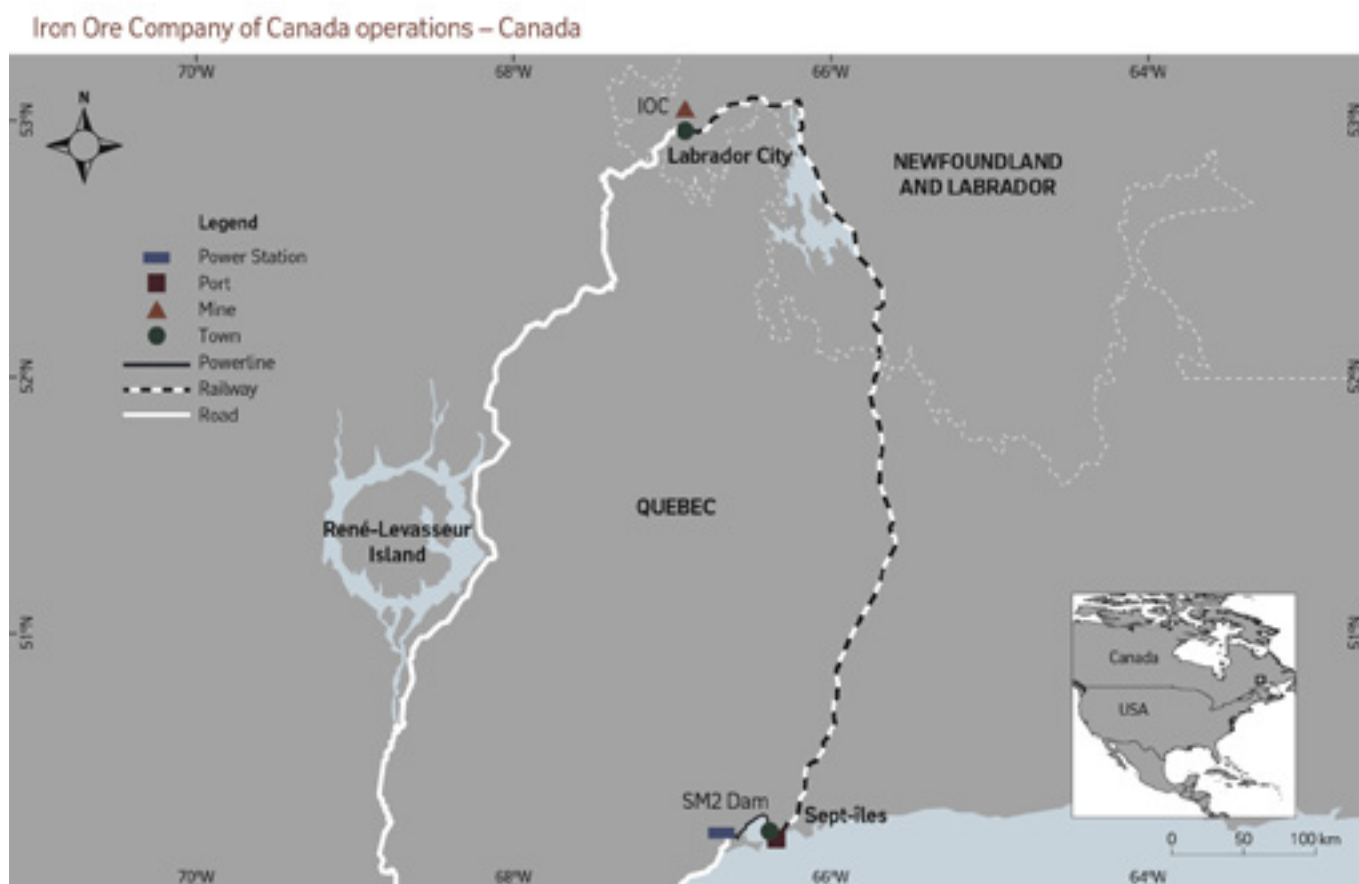 Iron Ore Company of Canada operations – Canada
70°W
68°W
66°W
64°W
N
53°N
53°N
IOC
Labrador City
NEWFOUNDLAND
AND LABRADOR
Legend
Power Station
Port
Mine
Town
Powerline
Railway
Road
52°N
52°N
René-Levasseur
Island
QUEBEC
51°N
51°N
Canada
USA
SM2 Dam
Sept-îles
0 50 100 km
70°W
68°W
66°W
64°W